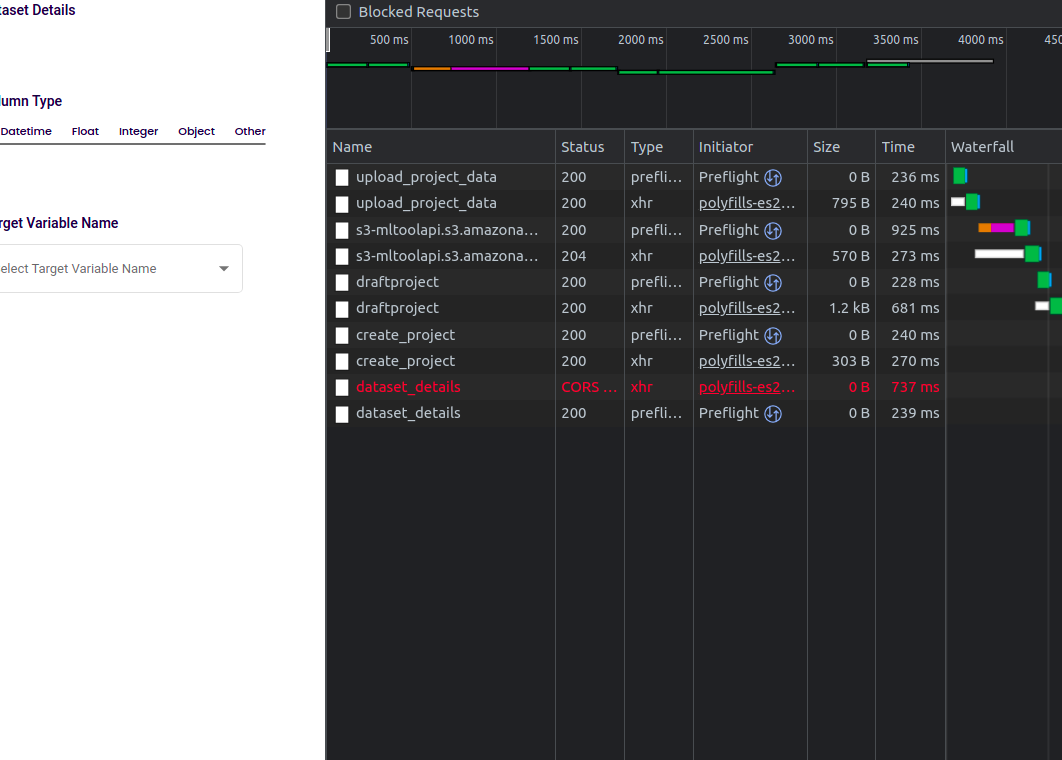 taset Details
lumn Type
Datetime Float Integer Object Other
rget Variable Name
elect Target Variable Name
Blocked Requests
500 ms 1000 ms 1500 ms 2000 ms 2500 ms 3000 ms 3500 ms 4000 ms 450
Name Status Type Initiator Size Time Waterfall
upload_project_data 200 prefli… Preflight 0 B 236 ms
upload_project_data 200 xhr polyfills-es2… 795 B 240 ms
s3-mltoolapi.s3.amazona… 200 prefli… Preflight 0 B 925 ms
s3-mltoolapi.s3.amazona… 204 xhr polyfills-es2… 570 B 273 ms
draftproject 200 prefli… Preflight 0 B 228 ms
draftproject 200 xhr polyfills-es2… 1.2 kB 681 ms
create_project 200 prefli… Preflight 0 B 240 ms
create_project 200 xhr polyfills-es2… 303 B 270 ms
dataset_details CORS … xhr polyfills-es2… 0 B 737 ms
dataset_details 200 prefli… Preflight 0 B 239 ms